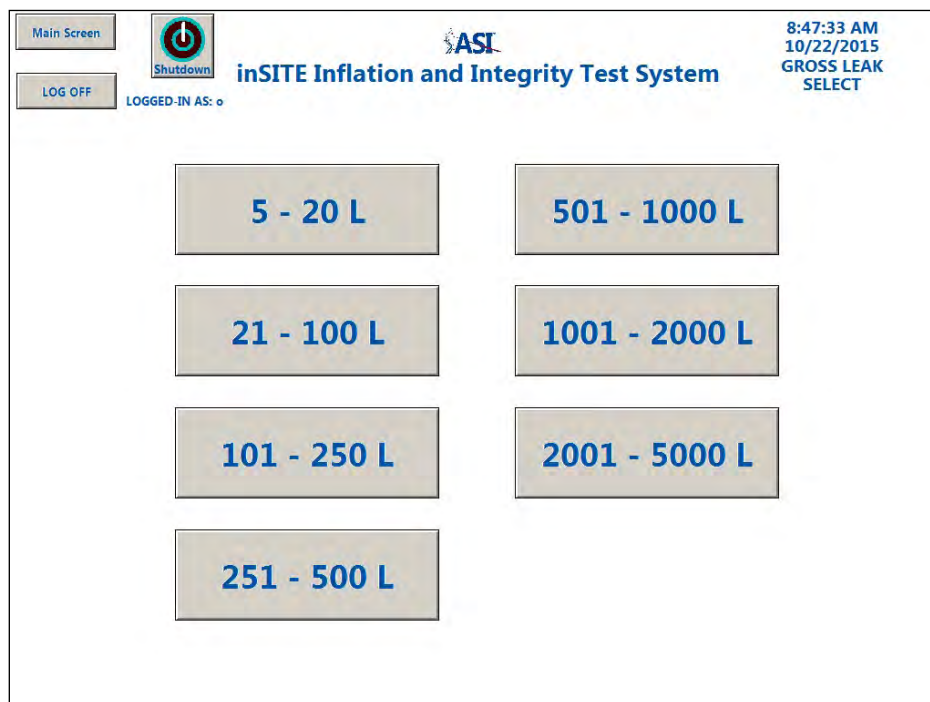 Main Screen
LOG OFF
Shutdown
LOGGED-IN AS: o
ASI
inSITE Inflation and Integrity Test System
8:47:33 AM
10/22/2015
GROSS LEAK
SELECT
5 - 20 L
501 - 1000 L
21 - 100 L
1001 - 2000 L
101 - 250 L
2001 - 5000 L
251 - 500 L